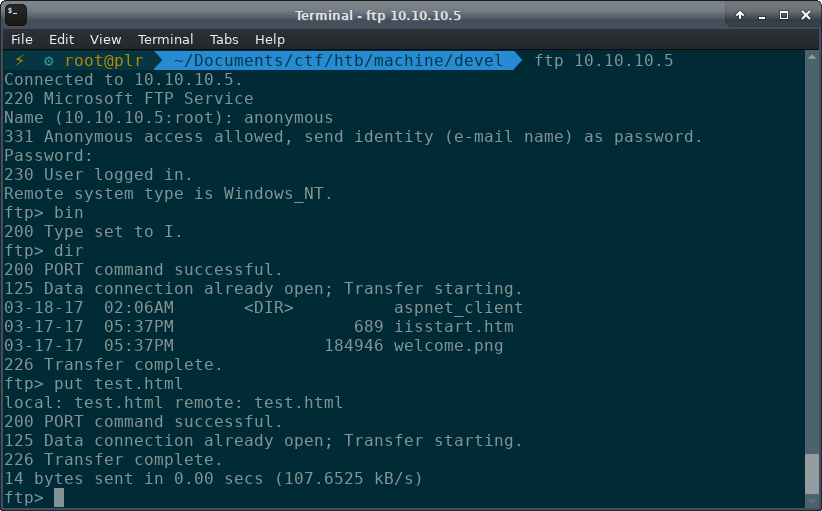 Terminal - ftp 10.10.10.5
File Edit View Terminal Tabs Help
⚡ ⚙ root@plr ~/Documents/ctf/htb/machine/devel ftp 10.10.10.5
Connected to 10.10.10.5.
220 Microsoft FTP Service
Name (10.10.10.5:root): anonymous
331 Anonymous access allowed, send identity (e-mail name) as password.
Password:
230 User logged in.
Remote system type is Windows_NT.
ftp> bin
200 Type set to I.
ftp> dir
200 PORT command successful.
125 Data connection already open; Transfer starting.
03-18-17  02:06AM       <DIR>          aspnet_client
03-17-17  05:37PM                  689 iisstart.htm
03-17-17  05:37PM               184946 welcome.png
226 Transfer complete.
ftp> put test.html
local: test.html remote: test.html
200 PORT command successful.
125 Data connection already open; Transfer starting.
226 Transfer complete.
14 bytes sent in 0.00 secs (107.6525 kB/s)
ftp>